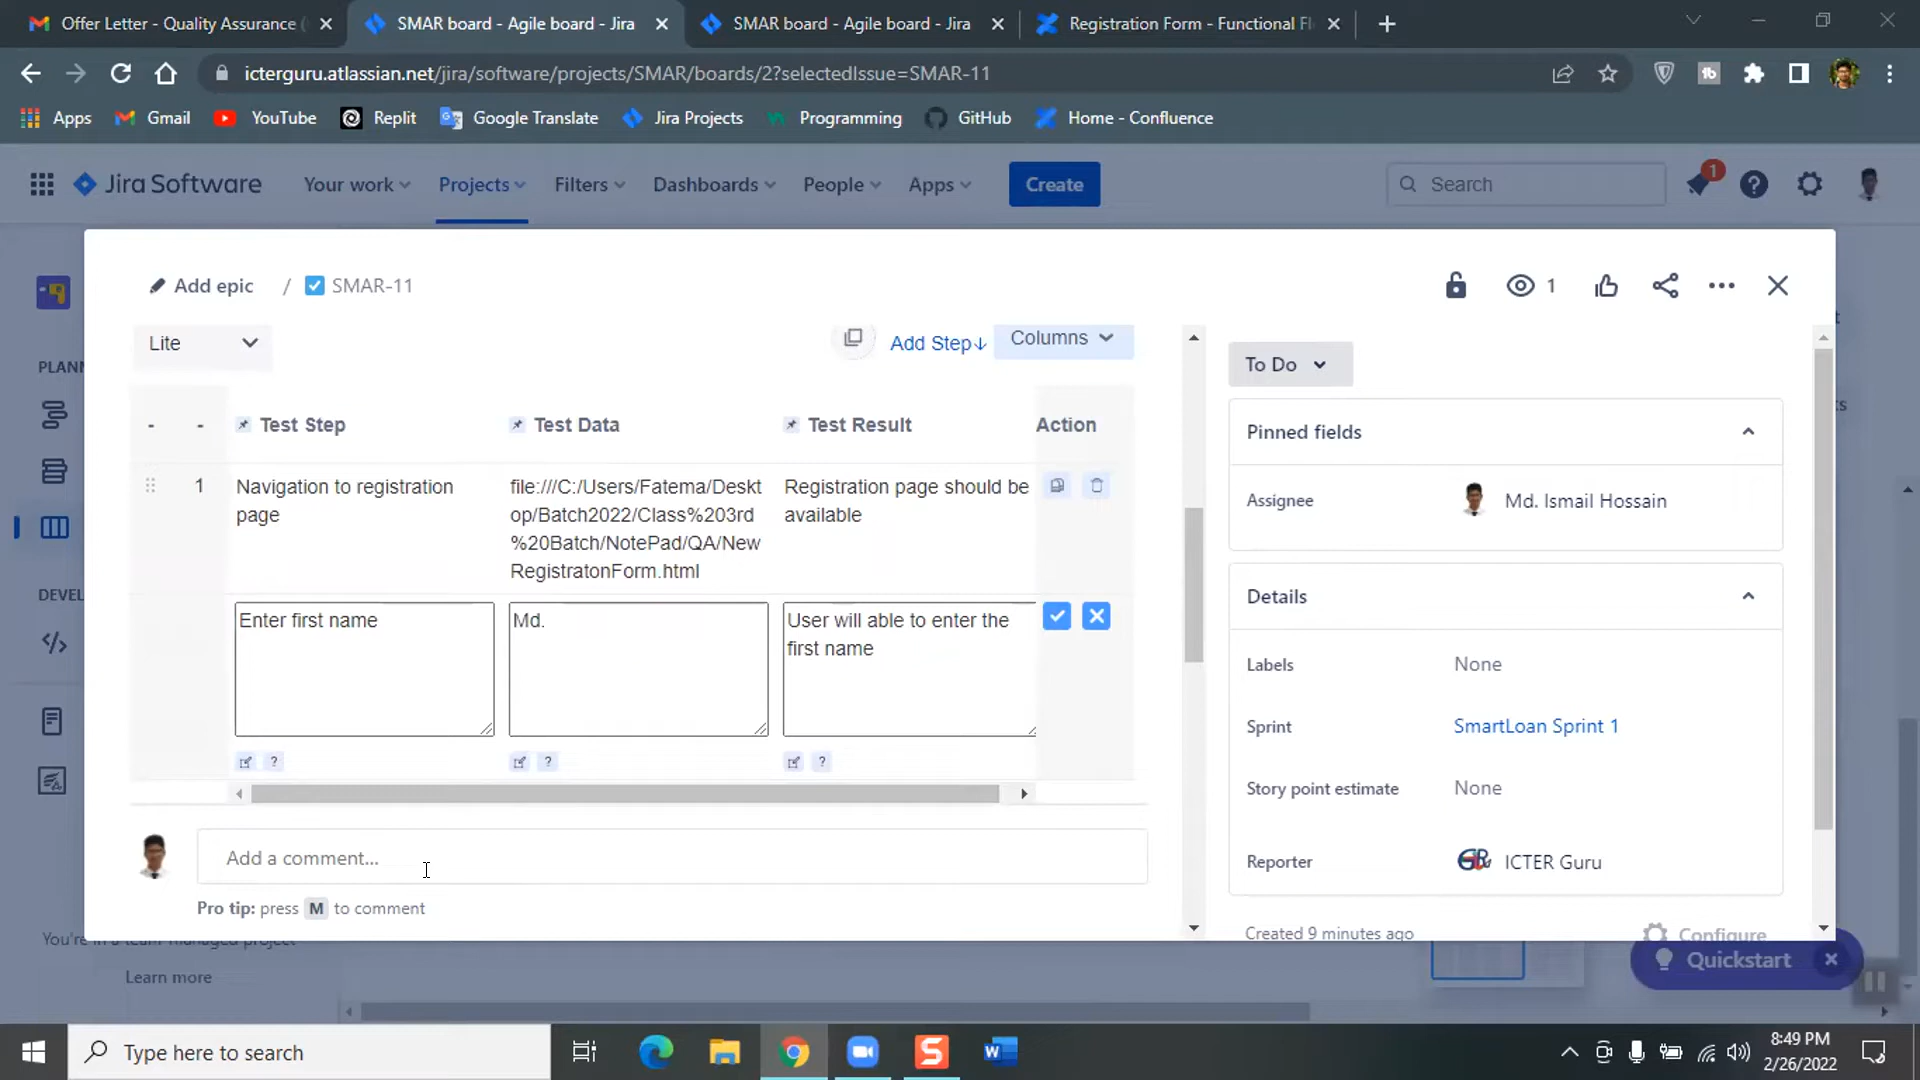 Offer Letter - Quality Assurance (
SMAR board - Agile board - Jira
SMAR board - Agile board - Jira
Registration Form - Functional Fl
icterguru.atlassian.net/jira/software/projects/SMAR/boards/2?selectedIssue=SMAR-11
Apps
Gmail
YouTube
Replit
Google Translate
Jira Projects
Programming
GitHub
Home - Confluence
Jira Software
Your work
Projects
Filters
Dashboards
People
Apps
Create
Search
1
Add epic / SMAR-11
1
Lite
Add Step↓
Columns
To Do
PLANN
- - Test Step Test Data Test Result Action
Pinned fields
1 Navigation to registration page
file:///C:/Users/Fatema/Deskt
op/Batch2022/Class%203rd
%20Batch/NotePad/QA/New
RegistratonForm.html
Registration page should be
available
Assignee Md. Ismail Hossain
DEVEL
Enter first name
Md.
User will able to enter the
first name
? ? ?
Details
Labels None
Sprint SmartLoan Sprint 1
Story point estimate None
Reporter ICTER Guru
Add a comment...
Pro tip: press M to comment
Created 9 minutes ago
Configure
You're in a team-managed project
Learn more
Quickstart
Type here to search
8:49 PM
2/26/2022